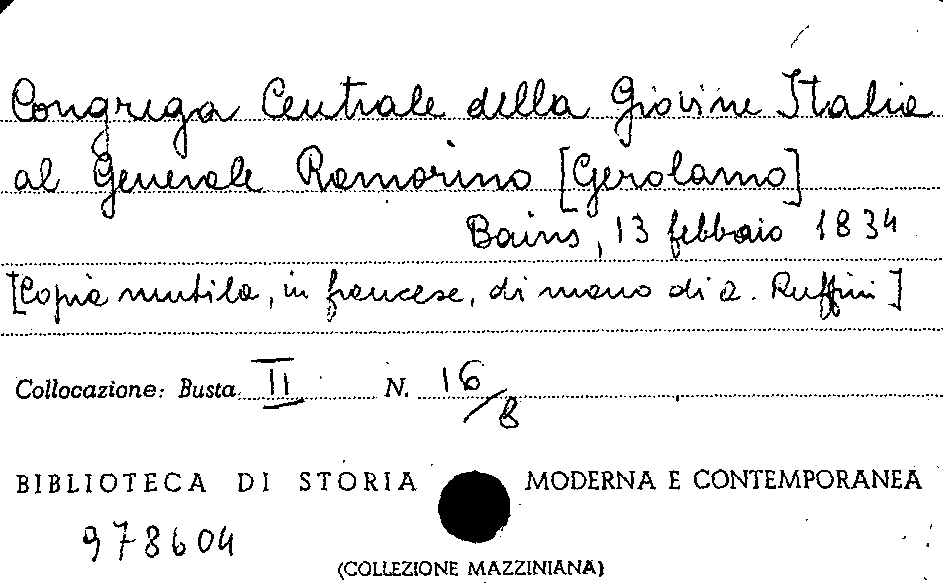 Congrega Centrale della Giovine Italia
al Generale Ramorino [Gerolamo]
Bains, 13 febbraio 1834
[Copia mutila, in francese, di mano di A. Ruffini]
Collocazione: Busta II N. 16/8
BIBLIOTECA DI STORIA MODERNA E CONTEMPORANEA
978604
(COLLEZIONE MAZZINIANA)